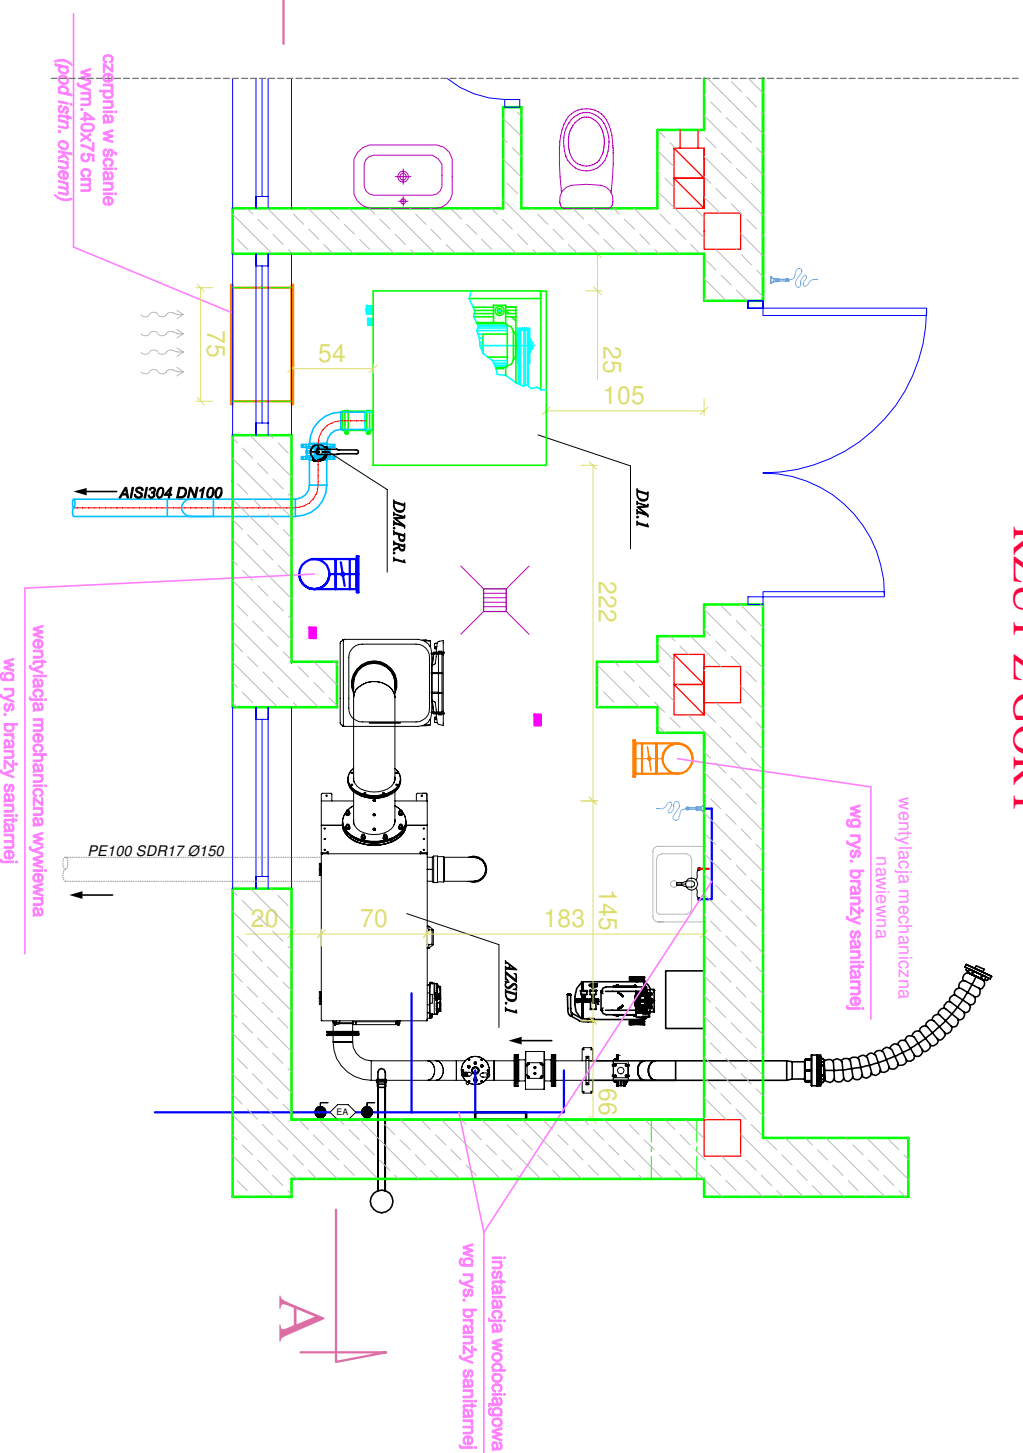 czerpnia w ścianie
wym.40x75 cm
(pod istn. oknem)
75
54
25
105
AISI304 DN100
DM.PR.1
DM.1
222
RZUT Z GÓRY
wentylacja mechaniczna wywiewna
wg rys. branży sanitarnej
wentylacja mechaniczna
nawiewna
wg rys. branży sanitarnej
PE100 SDR17 Ø150
20
70
183
145
AZSD.1
66
EA
instalacja wodociągowa
wg rys. branży sanitarnej
A